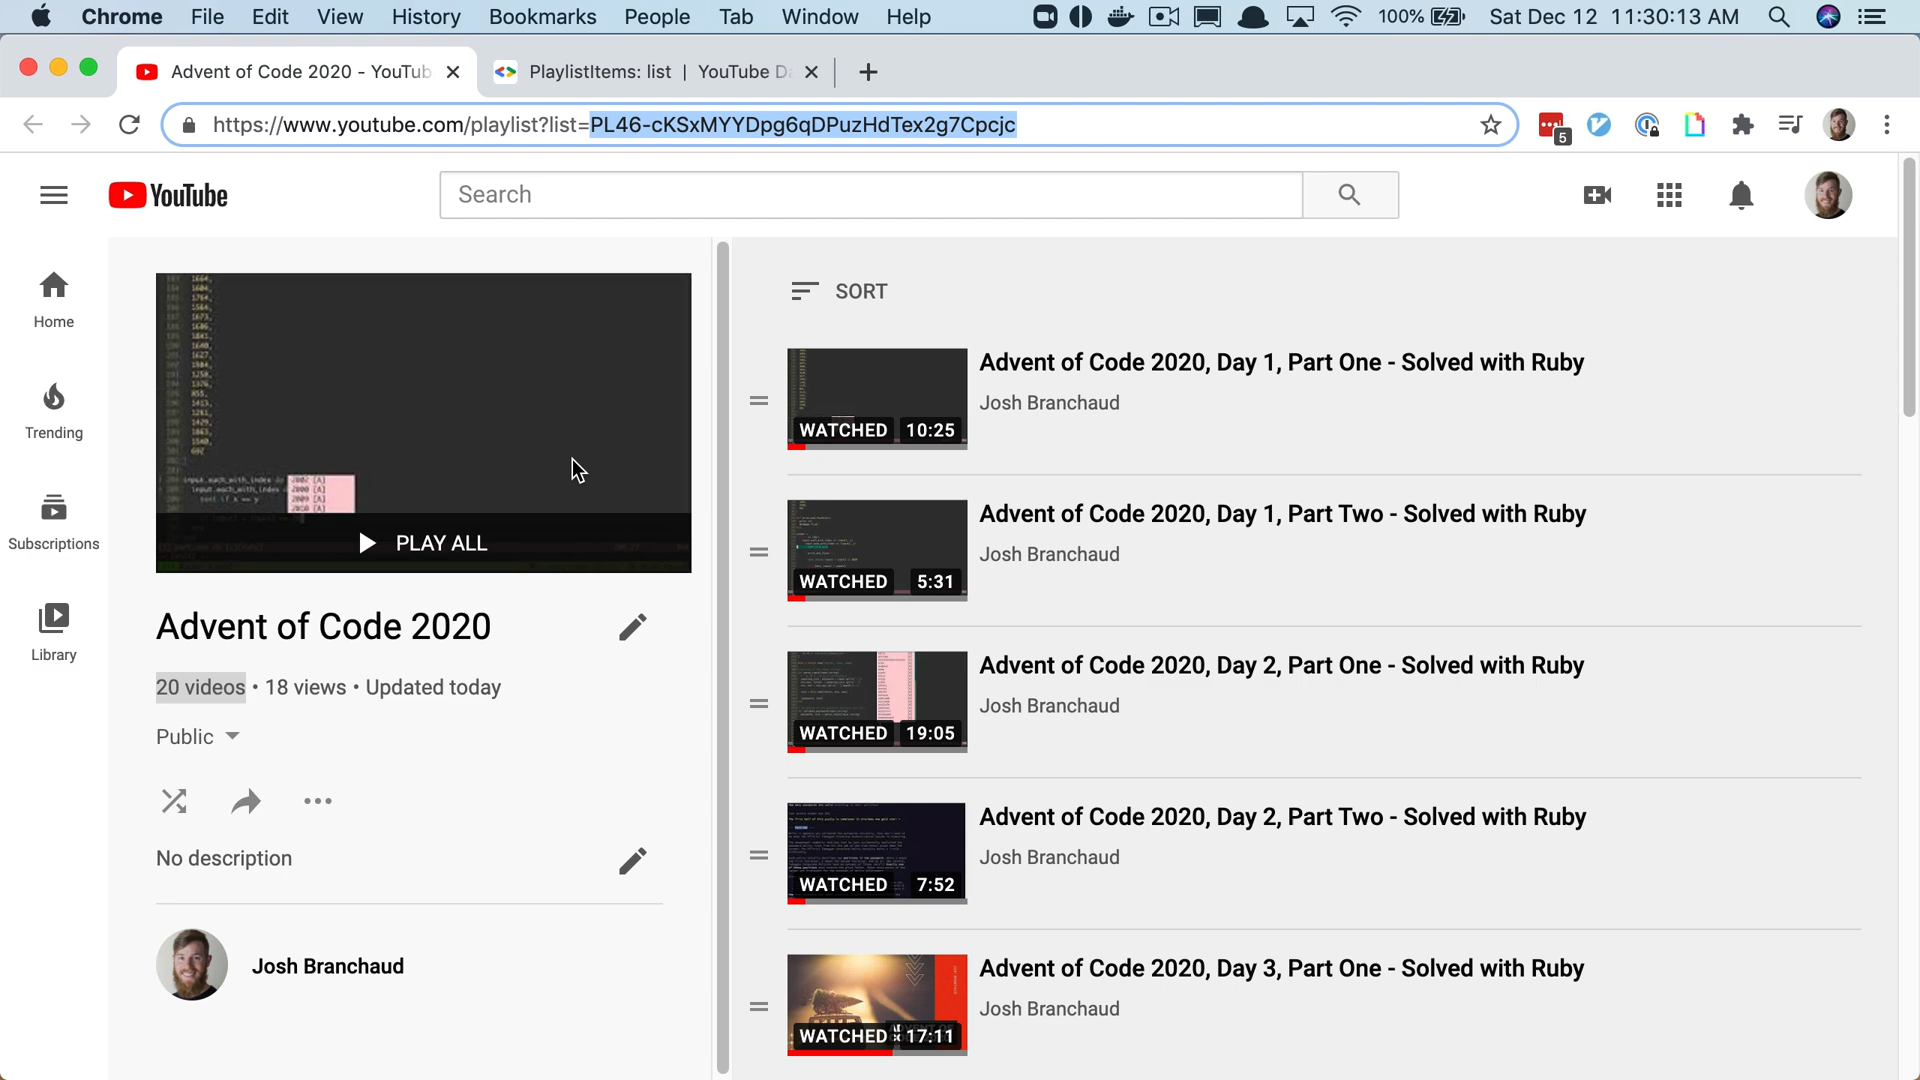 Chrome File Edit View History Bookmarks People Tab Window Help 100% Sat Dec 12 11:30:13 AM
Advent of Code 2020 - YouTub PlaylistItems: list | YouTube D
https://www.youtube.com/playlist?list=PL46-cKSxMYYDpg6qDPuzHdTex2g7Cpcjc 5
YouTube Search
Home
Trending
Subscriptions
Library
PLAY ALL
Advent of Code 2020
20 videos • 18 views • Updated today
Public
No description
Josh Branchaud
SORT
Advent of Code 2020, Day 1, Part One - Solved with Ruby
Josh Branchaud
WATCHED 10:25
Advent of Code 2020, Day 1, Part Two - Solved with Ruby
Josh Branchaud
WATCHED 5:31
Advent of Code 2020, Day 2, Part One - Solved with Ruby
Josh Branchaud
WATCHED 19:05
Advent of Code 2020, Day 2, Part Two - Solved with Ruby
Josh Branchaud
WATCHED 7:52
Advent of Code 2020, Day 3, Part One - Solved with Ruby
Josh Branchaud
WATCHED 17:11